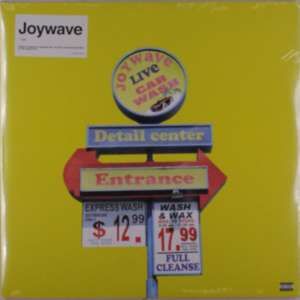 Joywave
JOYWAVE
LIVE
CAR
WASH
Detail center
Entrance
EXPRESS WASH
$ 12.99
WASH
& WAX
17.99
FULL
CLEANSE